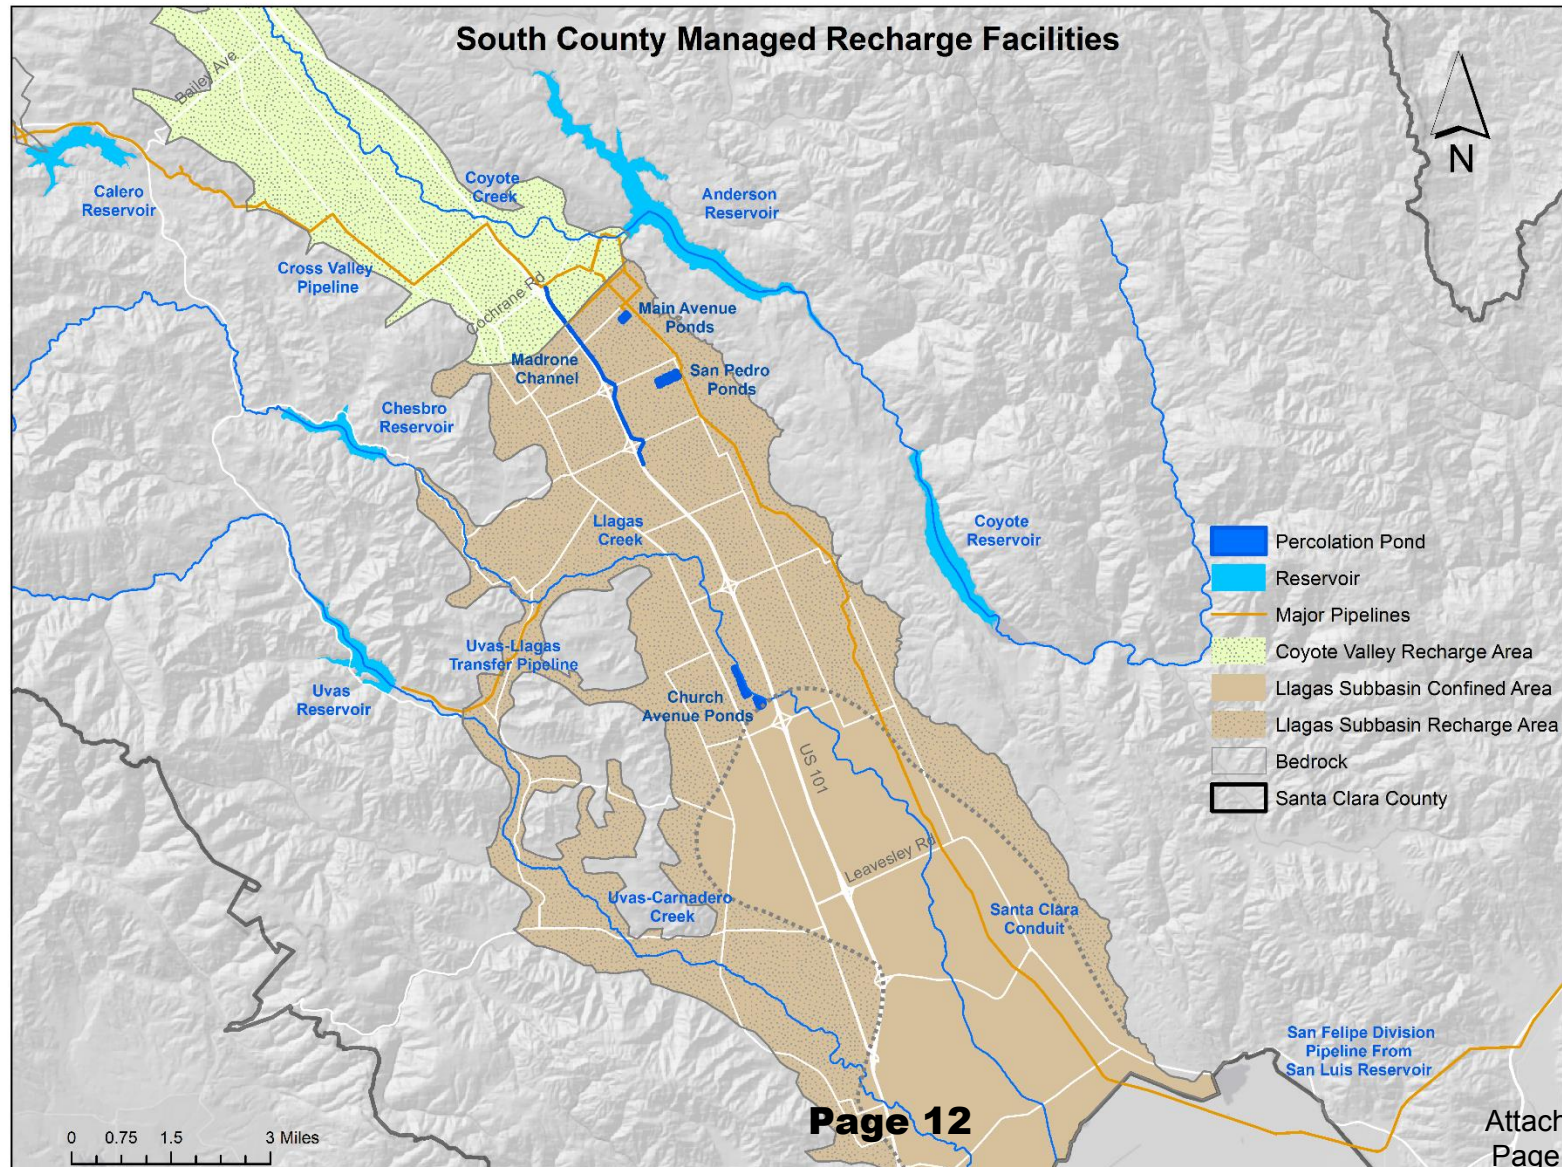 South County Managed Recharge Facilities
Bailey Ave
N
Calero
Reservoir
Coyote
Creek
Anderson
Reservoir
Cross Valley
Pipeline
Cochrane Rd
Main Avenue
Ponds
Madrone
Channel
San Pedro
Ponds
Chesbro
Reservoir
Llagas
Creek
Coyote
Reservoir
Percolation Pond
Reservoir
Major Pipelines
Coyote Valley Recharge Area
Llagas Subbasin Confined Area
Llagas Subbasin Recharge Area
Bedrock
Santa Clara County
Uvas-Llagas
Transfer Pipeline
Uvas
Reservoir
Church
Avenue Ponds
US 101
Leavesley Rd
Uvas-Carnadero
Creek
Santa Clara
Conduit
San Felipe Division
Pipeline From
San Luis Reservoir
Page 12
Attach
Page
0 0.75 1.5 3 Miles